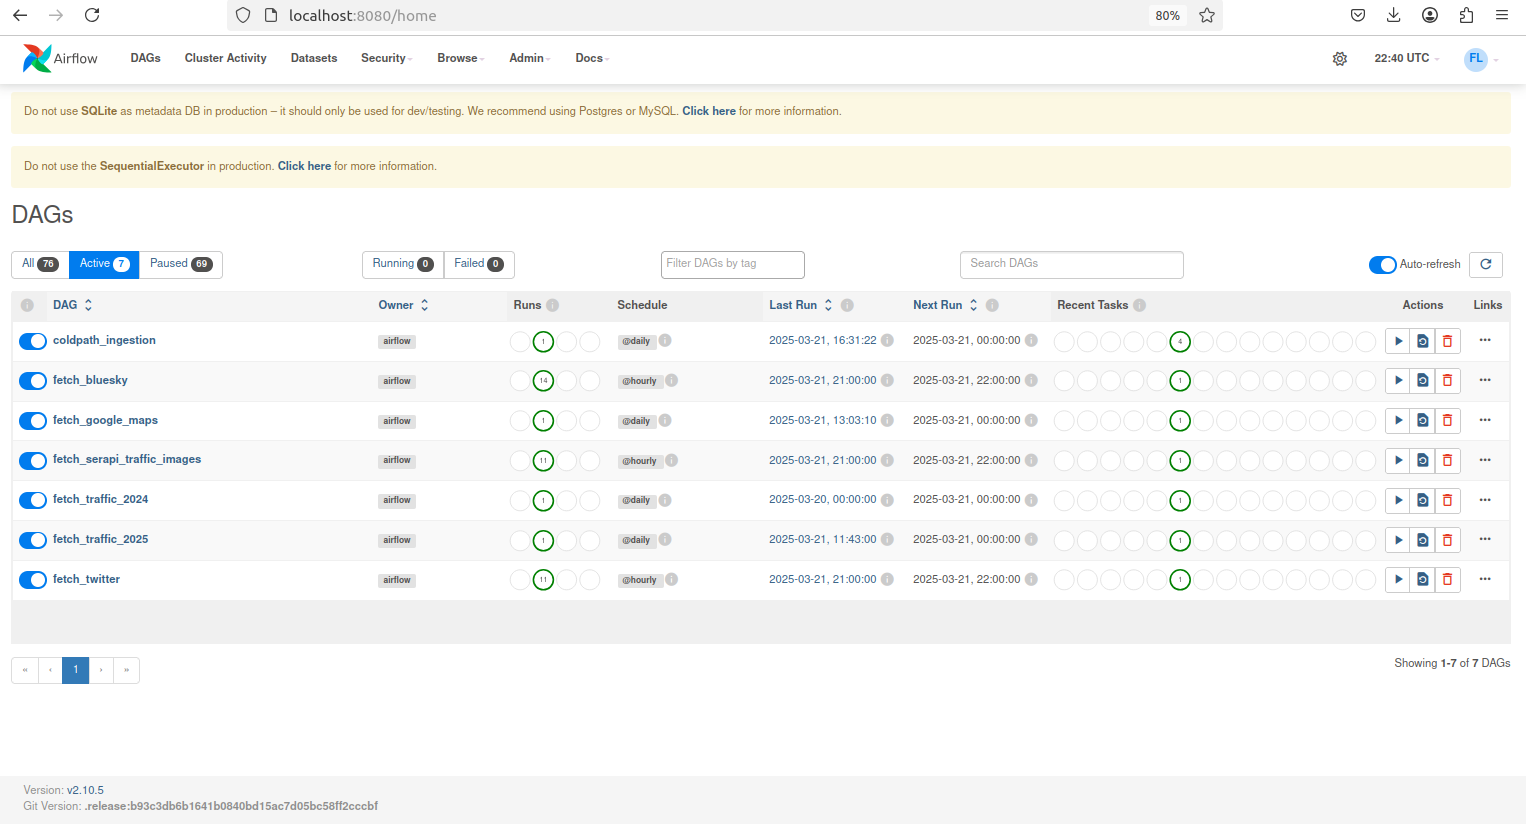 localhost:8080/home
80%
Airflow
DAGs Cluster Activity Datasets Security Browse Admin Docs
22:40 UTC
FL
Do not use SQLite as metadata DB in production – it should only be used for dev/testing. We recommend using Postgres or MySQL. Click here for more information.
Do not use the SequentialExecutor in production. Click here for more information.
DAGs
All 76 Active 7 Paused 69 Running 0 Failed 0 Filter DAGs by tag Search DAGs Auto-refresh
i DAG Owner Runs i Schedule Last Run i Next Run i Recent Tasks i Actions Links
coldpath_ingestion airflow 1 @daily i 2025-03-21, 16:31:22 i 2025-03-21, 00:00:00 i 4 •••
fetch_bluesky airflow 14 @hourly i 2025-03-21, 21:00:00 i 2025-03-21, 22:00:00 i 1 •••
fetch_google_maps airflow 1 @daily i 2025-03-21, 13:03:10 i 2025-03-21, 00:00:00 i 1 •••
fetch_serapi_traffic_images airflow 11 @hourly i 2025-03-21, 21:00:00 i 2025-03-21, 22:00:00 i 1 •••
fetch_traffic_2024 airflow 1 @daily i 2025-03-20, 00:00:00 i 2025-03-21, 00:00:00 i 1 •••
fetch_traffic_2025 airflow 1 @daily i 2025-03-21, 11:43:00 i 2025-03-21, 00:00:00 i 1 •••
fetch_twitter airflow 11 @hourly i 2025-03-21, 21:00:00 i 2025-03-21, 22:00:00 i 1 •••
« ‹ 1 › »
Showing 1-7 of 7 DAGs
Version: v2.10.5
Git Version: .release:b93c3db6b1641b0840bd15ac7d05bc58ff2cccbf